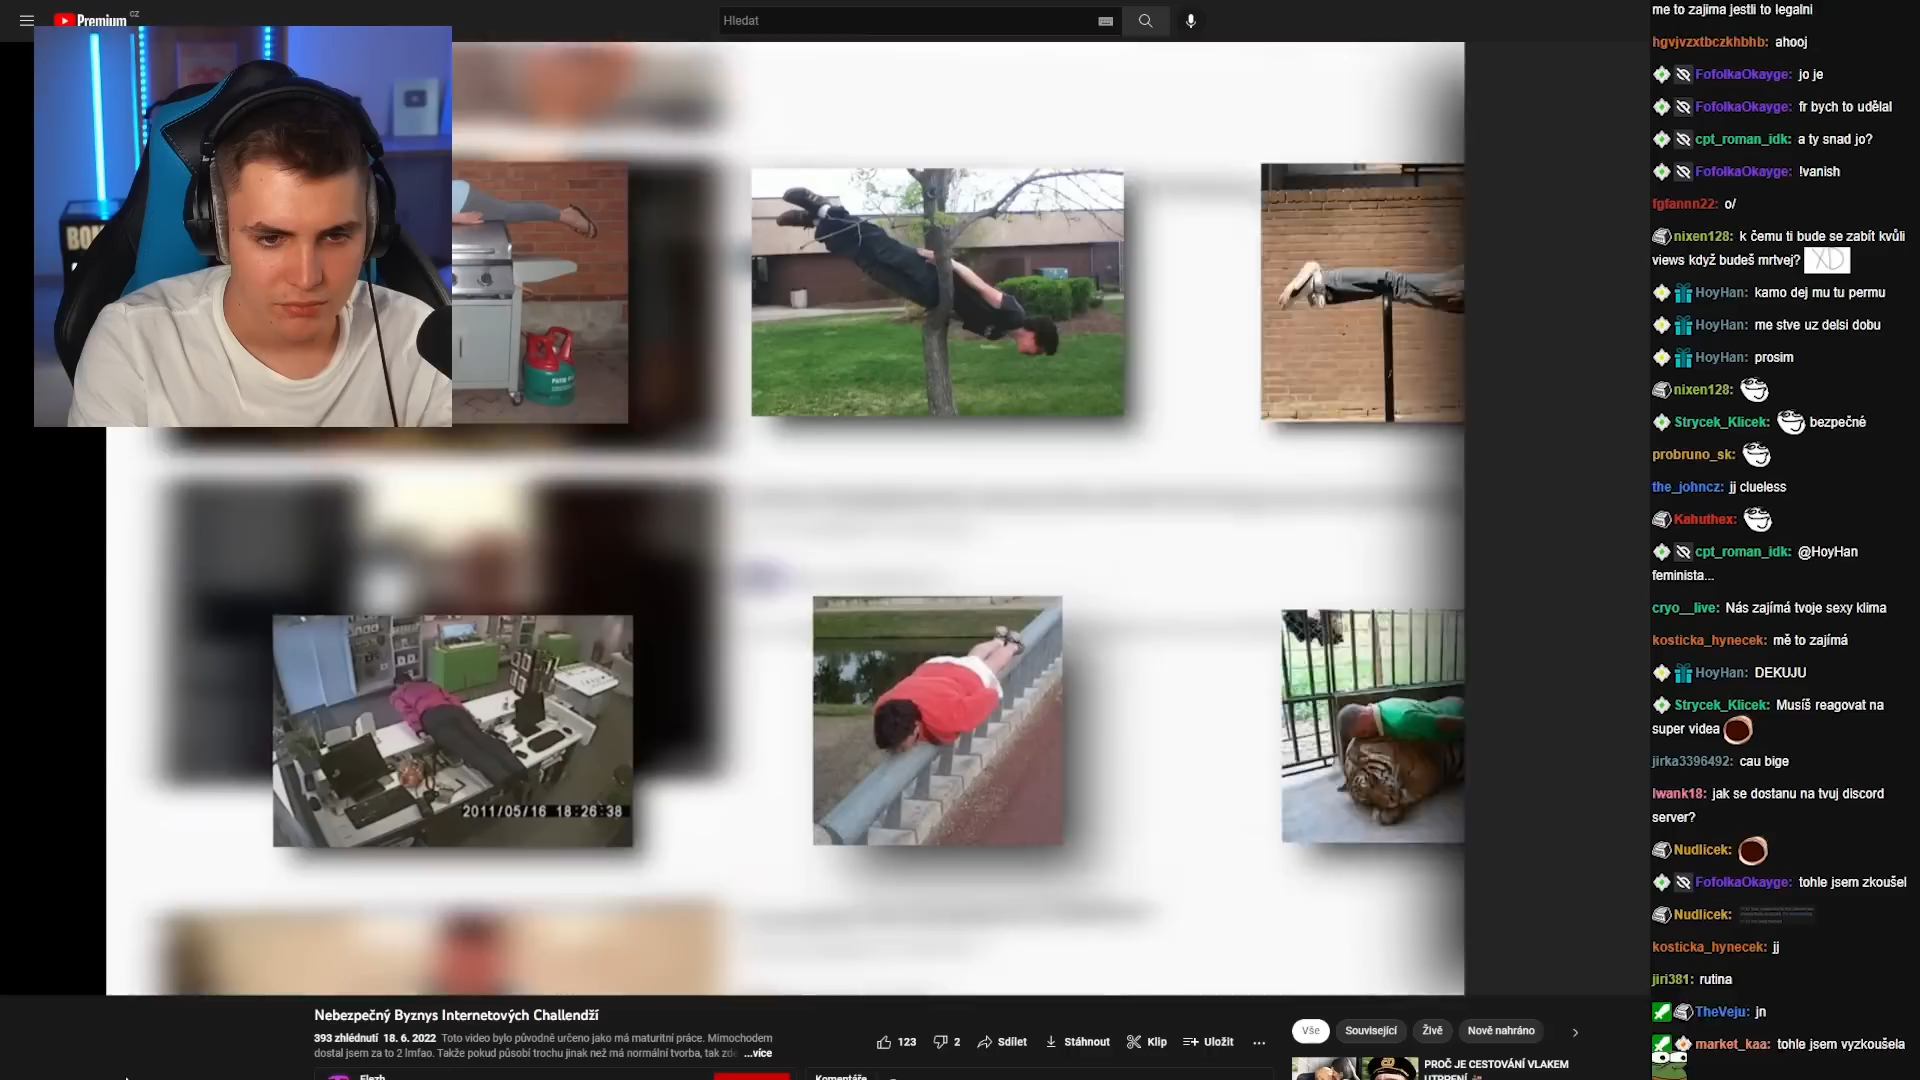 Premium CZ
Hledat
BON
2011/05/16 18:26:38
Nebezpečný Byznys Internetových Challendží
393 zhlédnutí 18. 6. 2022 Toto video bylo původně určeno jako má maturitní práce. Mimochodem
dostal jsem za to 2 lmfao. Takže pokud působí trochu jinak než má normální tvorba, tak zde ...více
123
2
Sdílet
Stáhnout
Klip
Uložit
Vše
Související
Živě
Nově nahráno
PROČ JE CESTOVÁNÍ VLAKEM
UTRPENÍ
Flezh
Komentáře
me to zajima jestli to legalni
hgvjvzxtbczkhbhb: ahooj
FofolkaOkayge: jo je
FofolkaOkayge: fr bych to udělal
cpt_roman_idk: a ty snad jo?
FofolkaOkayge: !vanish
fgfannn22: o/
nixen128: k čemu ti bude se zabít kvůli
views když budeš mrtvej? XD
HoyHan: kamo dej mu tu permu
HoyHan: me stve uz delsi dobu
HoyHan: prosim
nixen128:
Strycek_Klicek: bezpečné
probruno_sk:
the_johncz: jj clueless
Kahuthex:
cpt_roman_idk: @HoyHan
feminista...
cryo__live: Nás zajímá tvoje sexy klima
kosticka_hynecek: mě to zajímá
HoyHan: DEKUJU
Strycek_Klicek: Musíš reagovat na
super videa
jirka3396492: cau bige
lwank18: jak se dostanu na tvuj discord
server?
Nudlicek:
FofolkaOkayge: tohle jsem zkoušel
Nudlicek:
kosticka_hynecek: jj
jiri381: rutina
TheVeju: jn
market_kaa: tohle jsem vyzkoušela